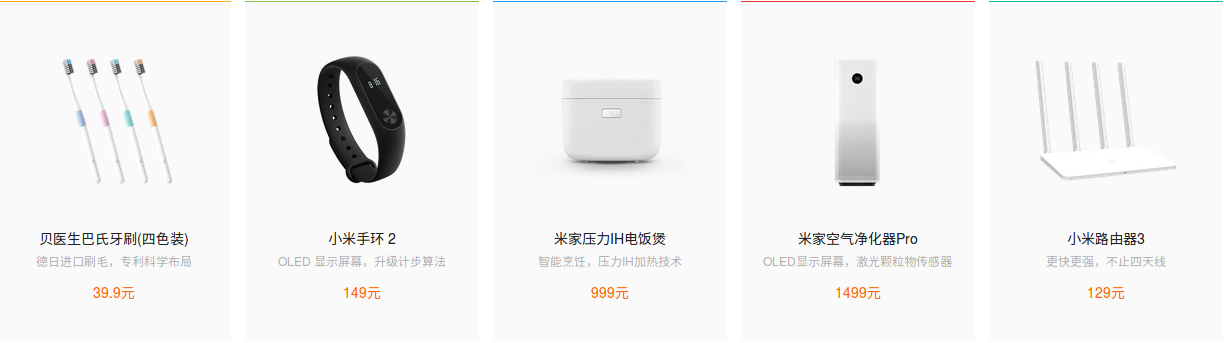 贝医生巴氏牙刷(四色装)
德日进口刷毛，专利科学布局
39.9元
小米手环 2
OLED 显示屏幕，升级计步算法
149元
米家压力IH电饭煲
智能烹饪，压力IH加热技术
999元
米家空气净化器Pro
OLED显示屏幕，激光颗粒物传感器
1499元
小米路由器3
更快更强，不止四天线
129元